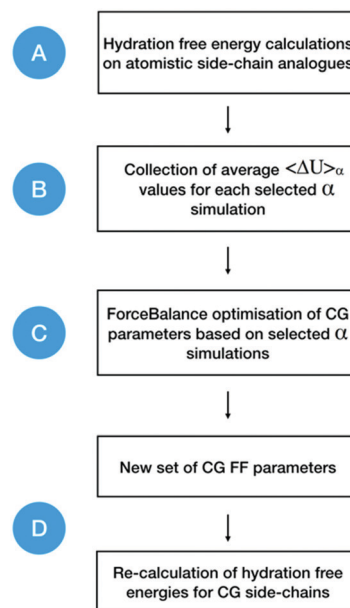 A
Hydration free energy calculations
on atomistic side-chain analogues
B
Collection of average <ΔU>α
values for each selected α
simulation
C
ForceBalance optimisation of CG
parameters based on selected α
simulations
New set of CG FF parameters
D
Re-calculation of hydration free
energies for CG side-chains